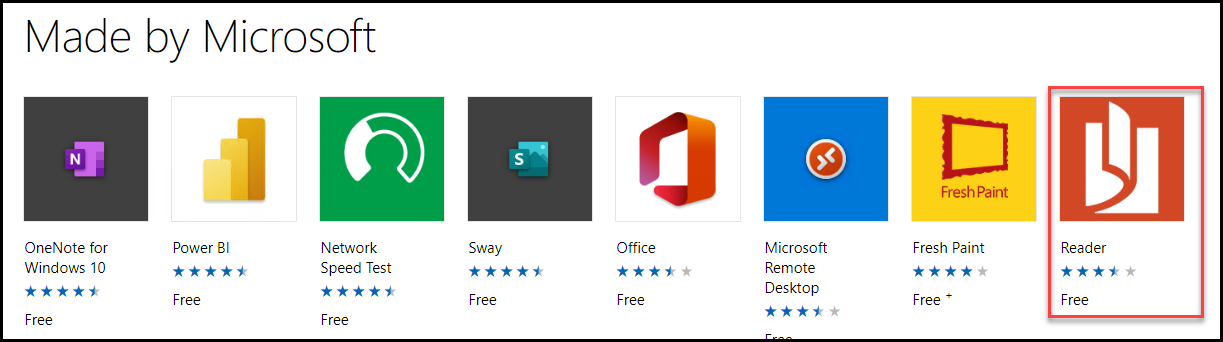 Made by Microsoft
N
S
Fresh Paint
OneNote for
Windows 10
Free
Power BI
Free
Network
Speed Test
Free
Sway
Free
Office
Free
Microsoft
Remote
Desktop
Free
Fresh Paint
Free +
Reader
Free